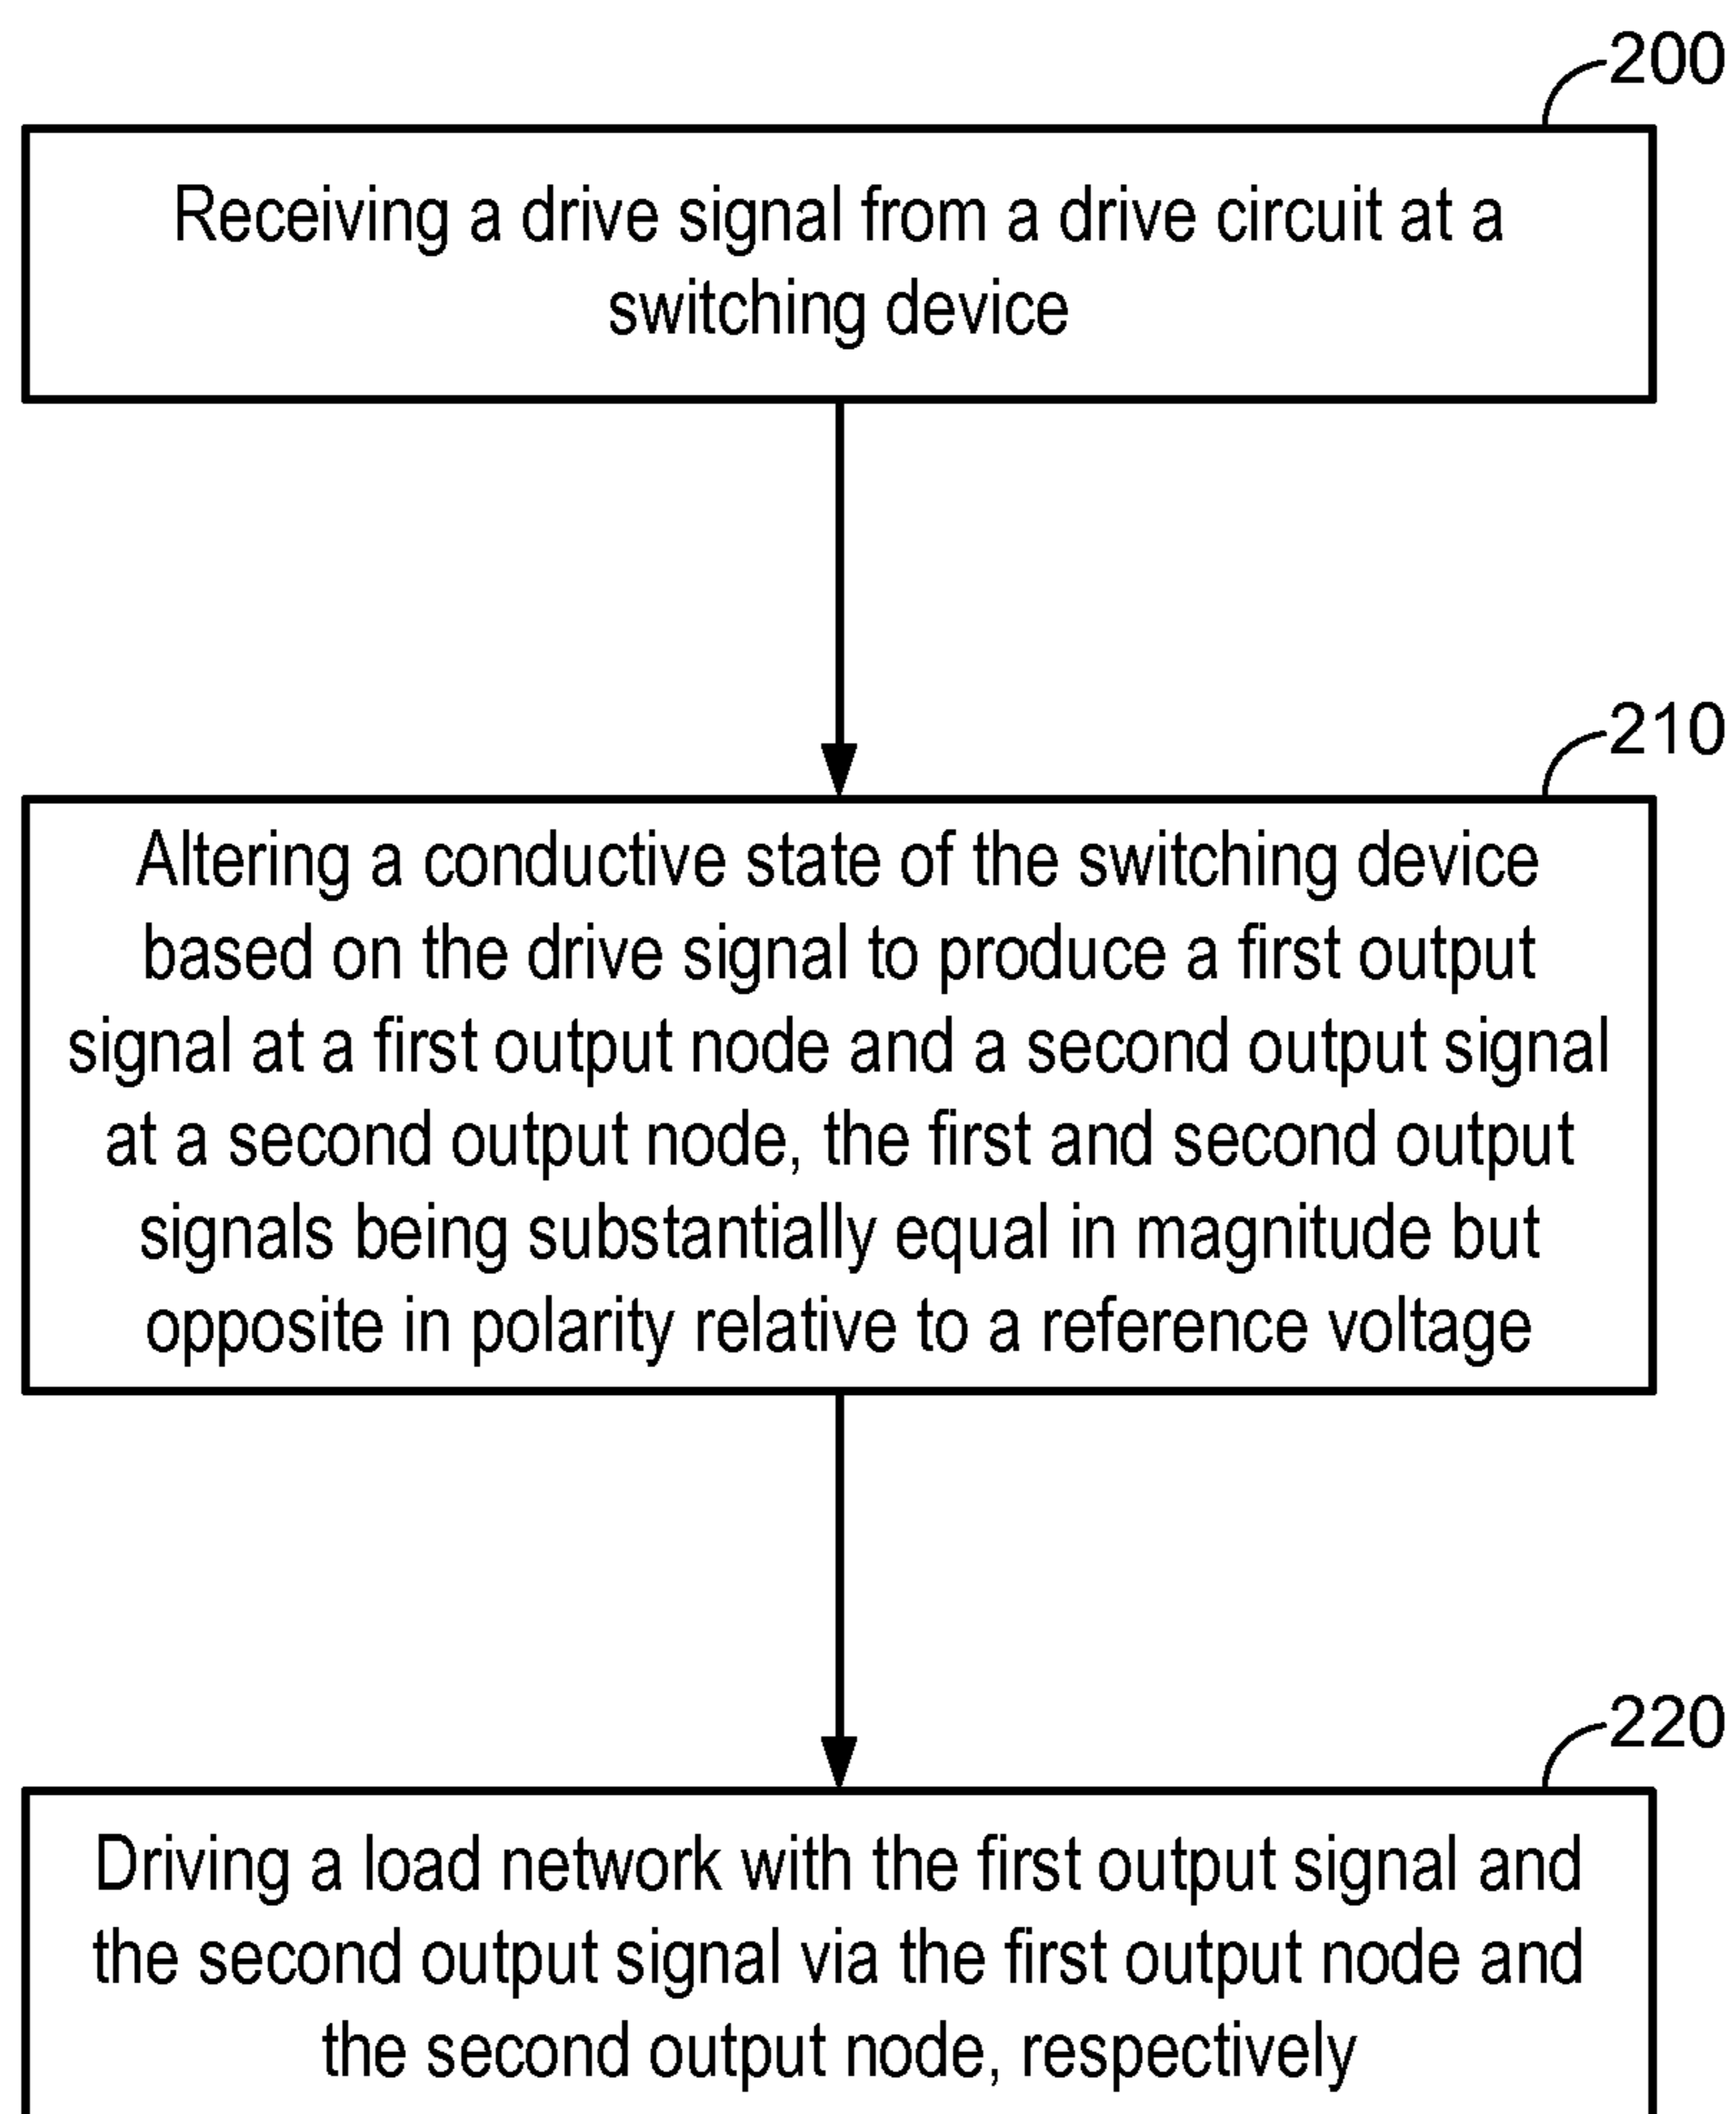 200
Receiving a drive signal from a drive circuit at a
switching device
210
Altering a conductive state of the switching device
based on the drive signal to produce a first output
signal at a first output node and a second output signal
at a second output node, the first and second output
signals being substantially equal in magnitude but
opposite in polarity relative to a reference voltage
220
Driving a load network with the first output signal and
the second output signal via the first output node and
the second output node, respectively